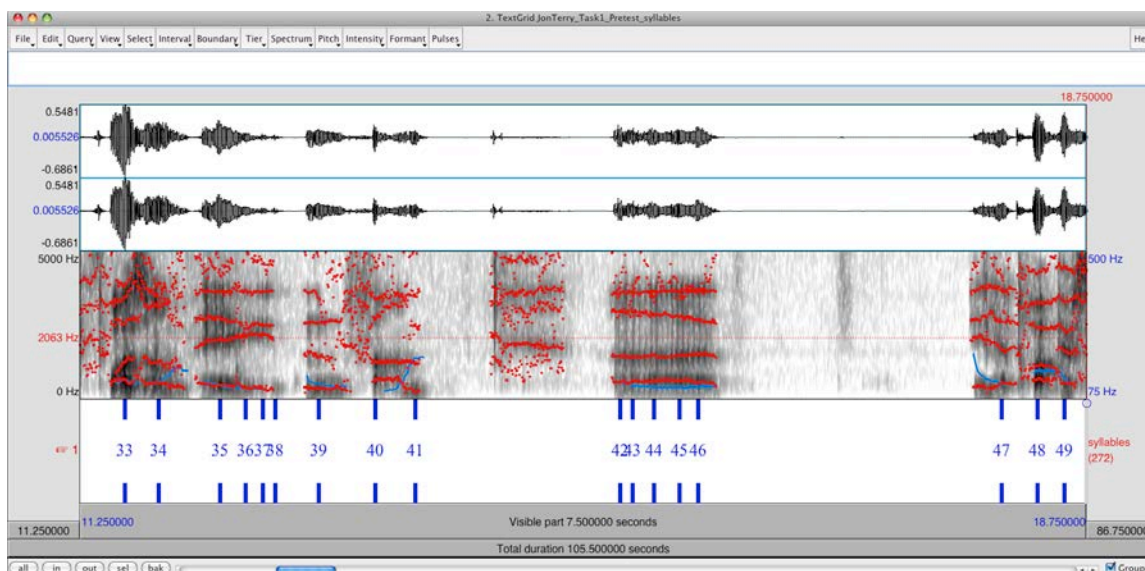 2. TextGrid JonTerry_Task1_Pretest_syllables
File Edit Query View Select Interval Boundary Tier Spectrum Pitch Intensity Formant Pulses He
18.750000
0.5481
0.005526
-0.6861
0.5481
0.005526
-0.6861
5000 Hz 500 Hz
2063 Hz
0 Hz 75 Hz
1 33 34 35 36 37 38 39 40 41 42 43 44 45 46 47 48 49 syllables
(272)
11.250000 11.250000 Visible part 7.500000 seconds 18.750000 86.750000
Total duration 105.500000 seconds
all in out sel bak Group